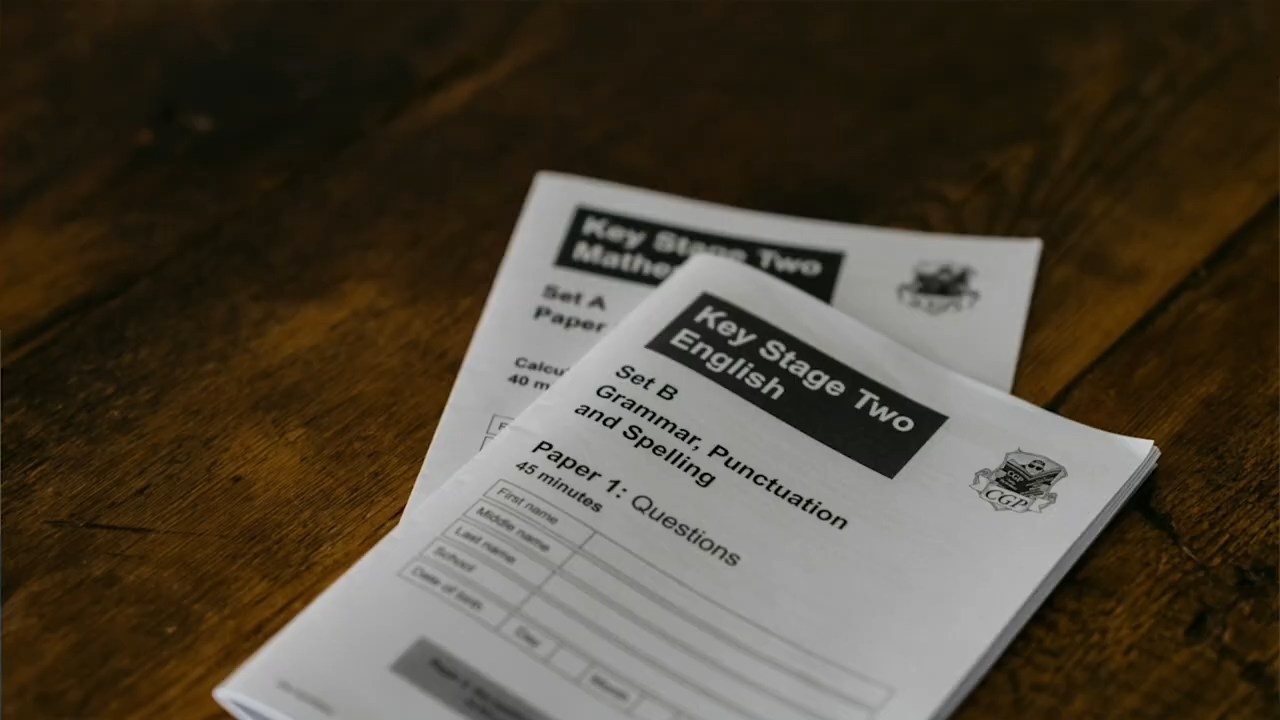 Key Stage Two
Set A
Paper
40
Key Stage Two
English
Set B
Grammar, Punctuation
and Spelling
Paper 1: Questions
45 minutes
First name
Middle name
Last name
School
Date of birth
Day
Month
CGP